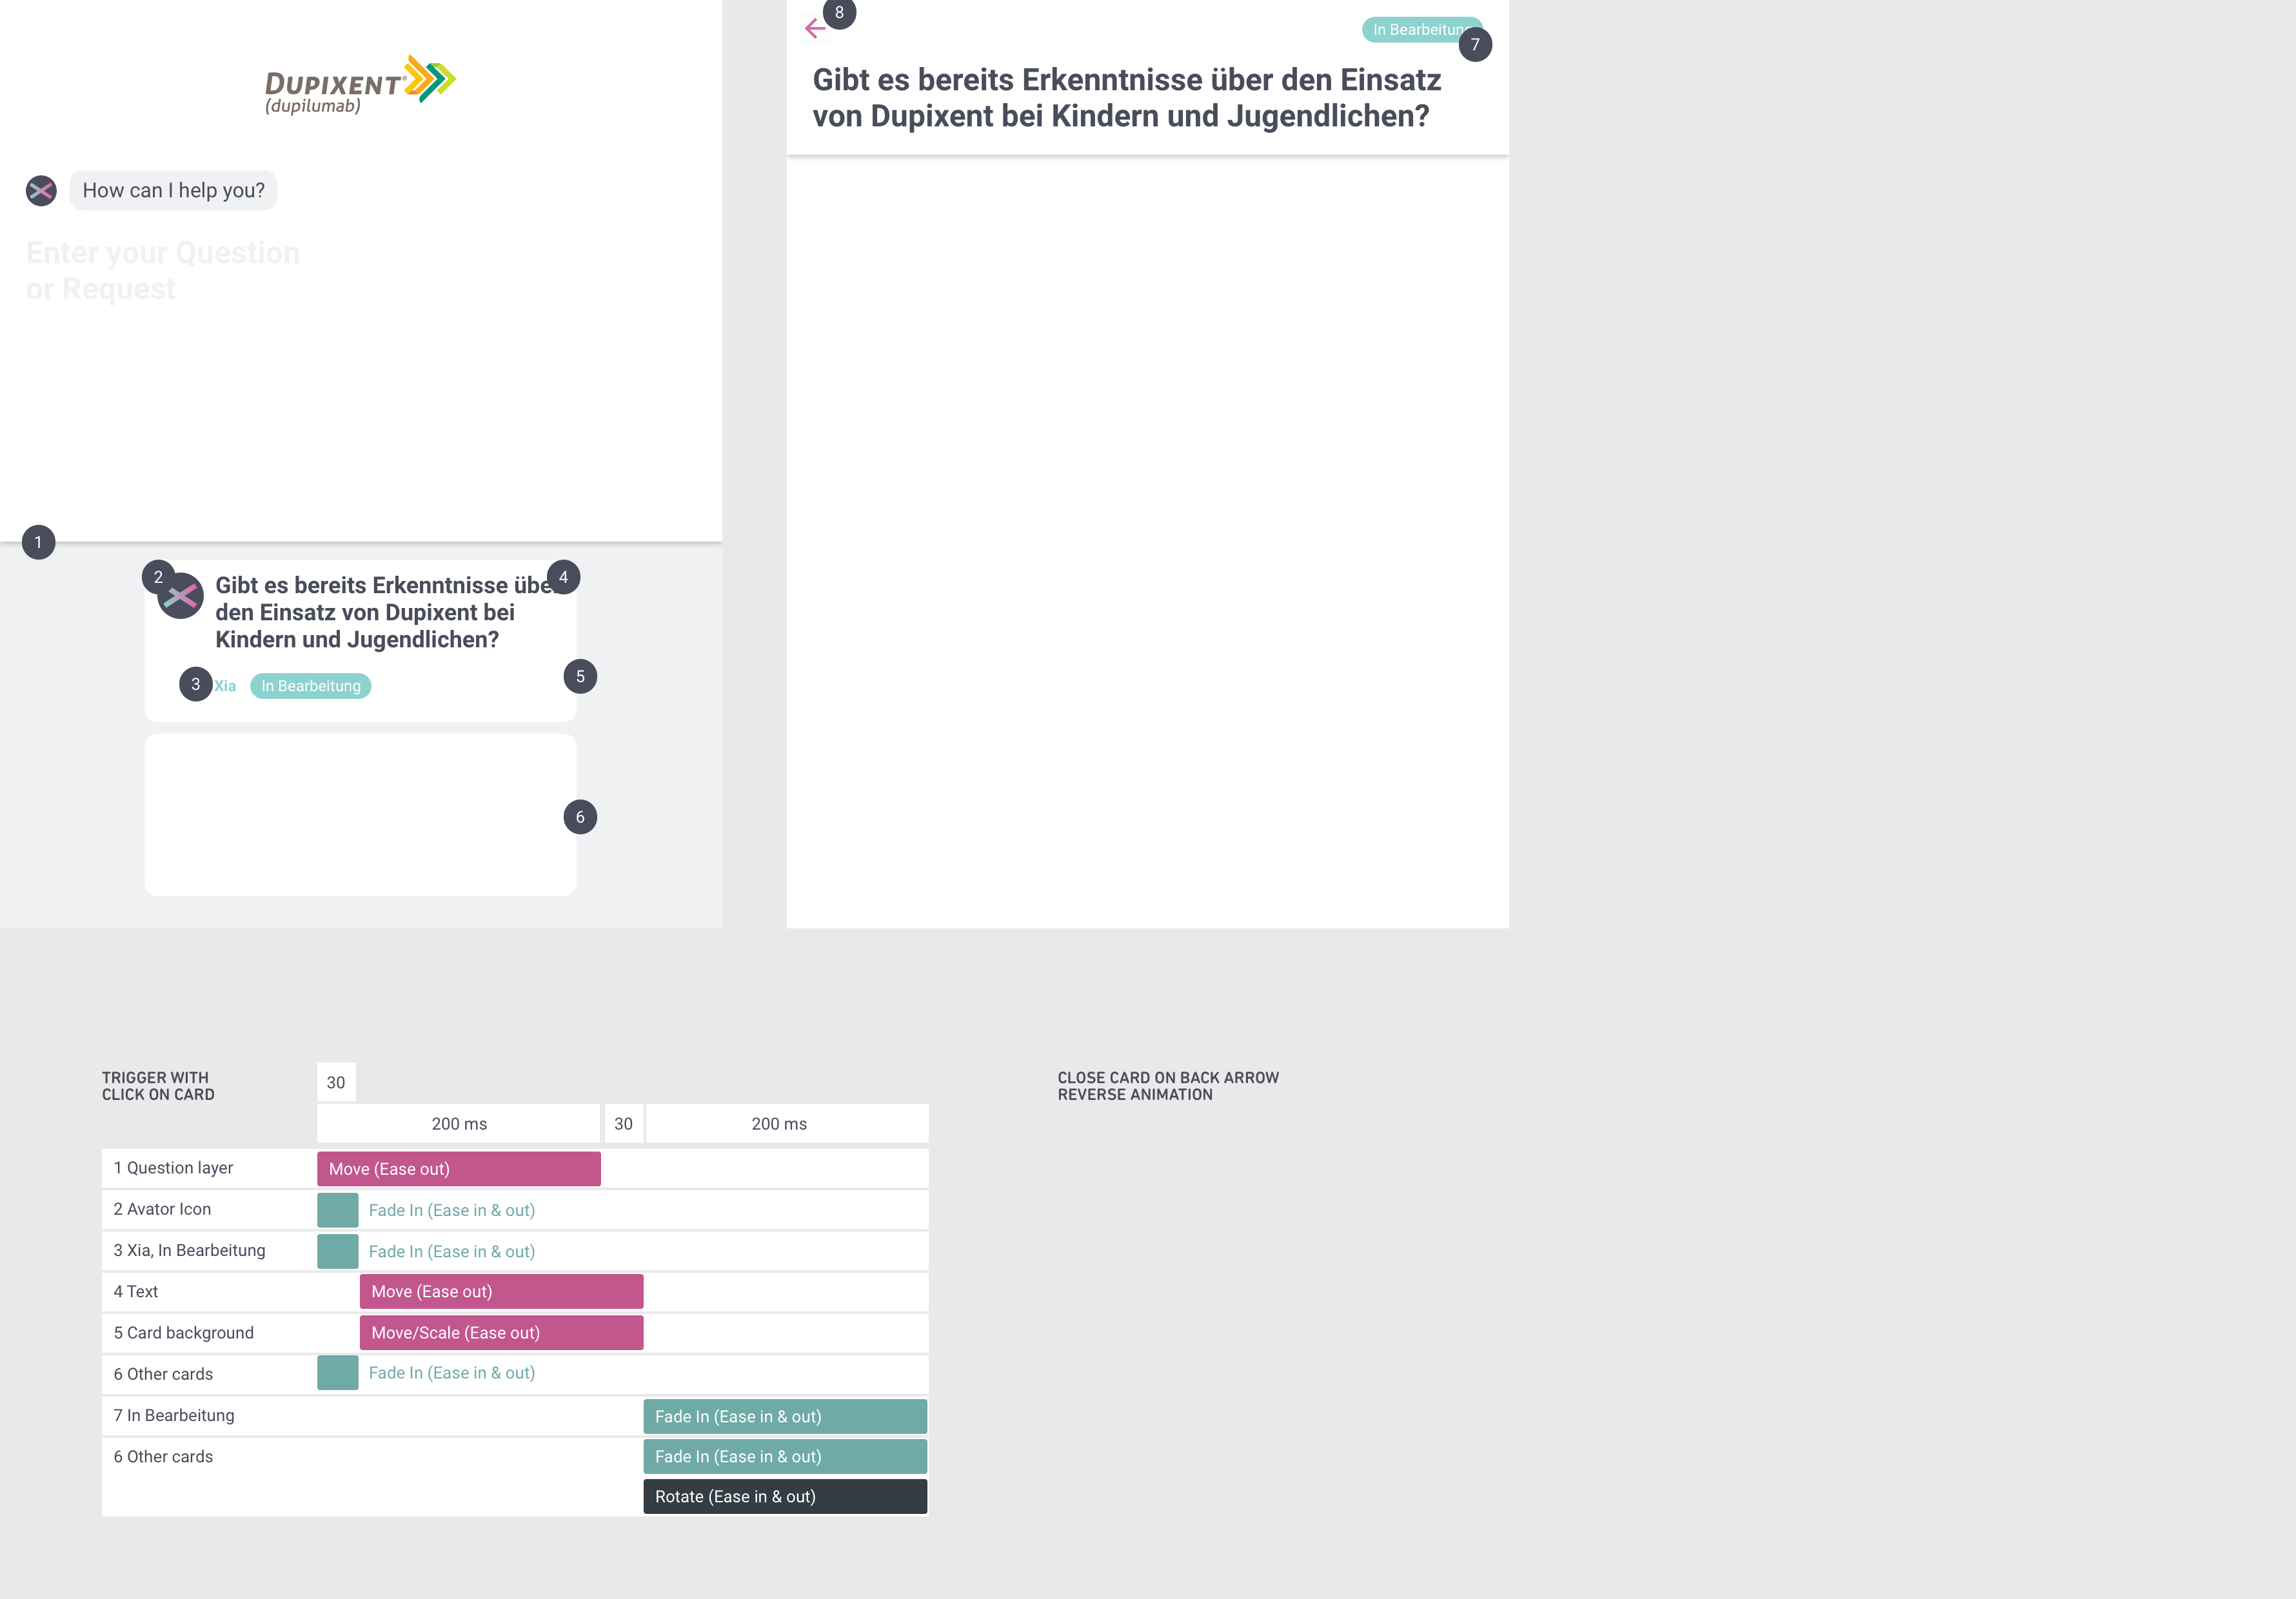 DUPIXENT®
(dupilumab)
How can I help you?
Enter your Question
or Request
1
2
Gibt es bereits Erkenntnisse übe
4
den Einsatz von Dupixent bei
Kindern und Jugendlichen?
3
Xia
In Bearbeitung
5
6
8
In Bearbeitung
7
Gibt es bereits Erkenntnisse über den Einsatz
von Dupixent bei Kindern und Jugendlichen?
TRIGGER WITH
CLICK ON CARD
30
200 ms
30
200 ms
1 Question layer
Move (Ease out)
2 Avator Icon
Fade In (Ease in & out)
3 Xia, In Bearbeitung
Fade In (Ease in & out)
4 Text
Move (Ease out)
5 Card background
Move/Scale (Ease out)
6 Other cards
Fade In (Ease in & out)
7 In Bearbeitung
Fade In (Ease in & out)
6 Other cards
Fade In (Ease in & out)
Rotate (Ease in & out)
CLOSE CARD ON BACK ARROW
REVERSE ANIMATION